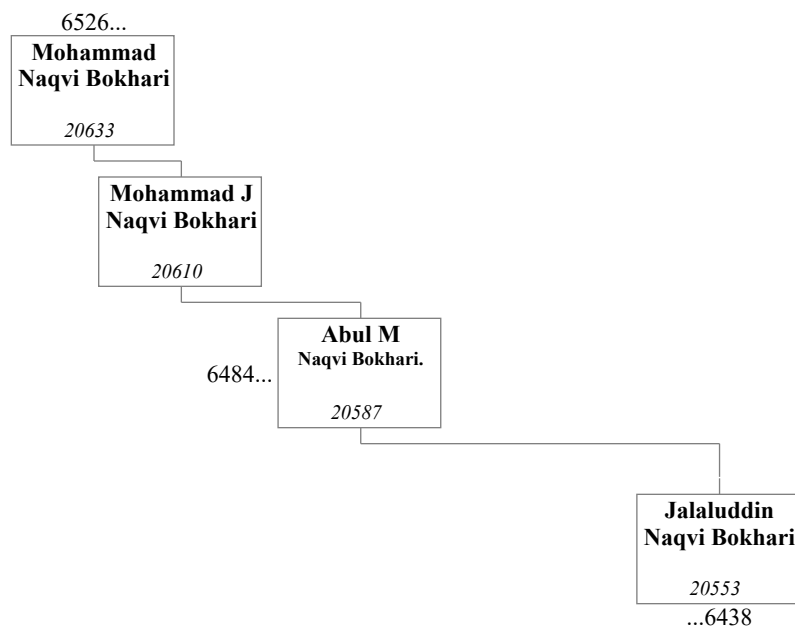 6526...
Mohammad
Naqvi Bokhari
20633
Mohammad J
Naqvi Bokhari
20610
Abul M
Naqvi Bokhari.
6484...
20587
Jalaluddin
Naqvi Bokhari
20553
...6438